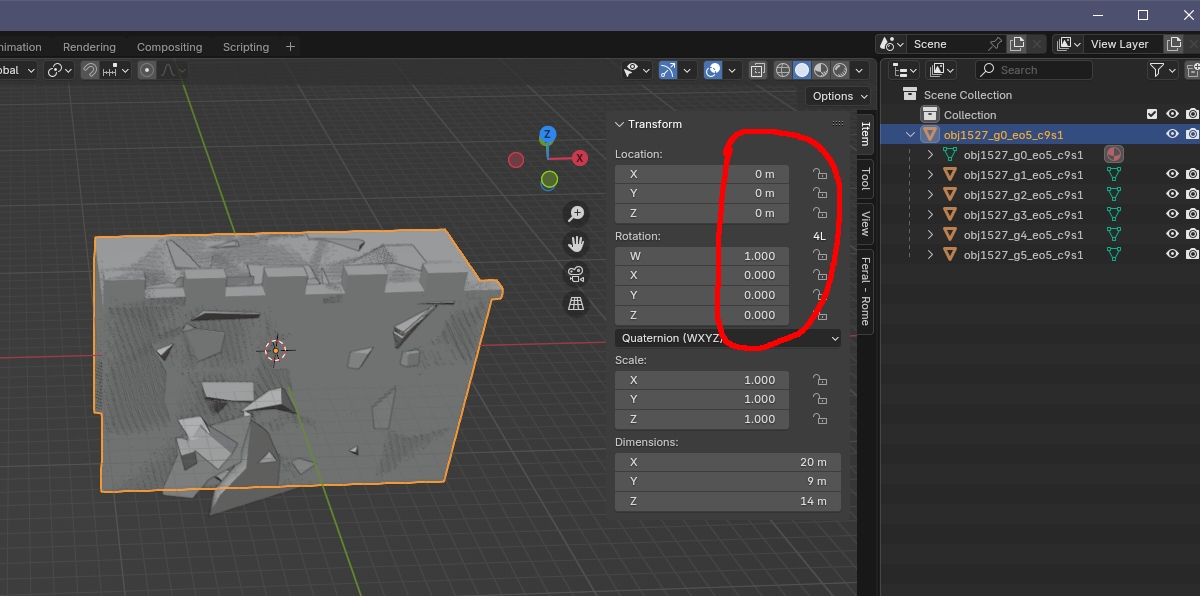 nimation Rendering Compositing Scripting + Scene View Layer
bal Search
Options
Scene Collection
Collection
obj1527_g0_eo5_c9s1
obj1527_g0_eo5_c9s1
obj1527_g1_eo5_c9s1
obj1527_g2_eo5_c9s1
obj1527_g3_eo5_c9s1
obj1527_g4_eo5_c9s1
obj1527_g5_eo5_c9s1
Z
X
Transform
Location:
X 0 m
Y 0 m
Z 0 m
Rotation: 4L
W 1.000
X 0.000
Y 0.000
Z 0.000
Quaternion (WXYZ)
Scale:
X 1.000
Y 1.000
Z 1.000
Dimensions:
X 20 m
Y 9 m
Z 14 m
Item
Tool
View
Feral - Rome